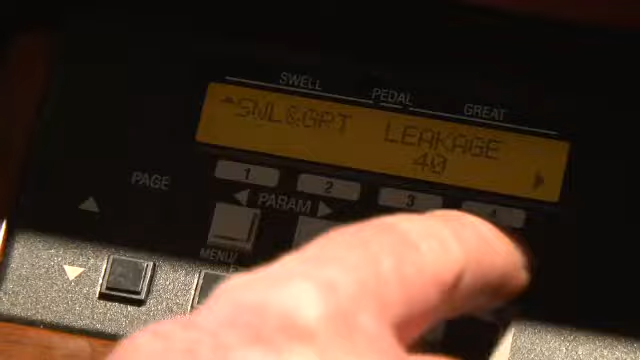 SWELL PEDAL GREAT
SWL&GRT LEAKAGE
40
1 2 3 4
PAGE
PARAM
MENU/